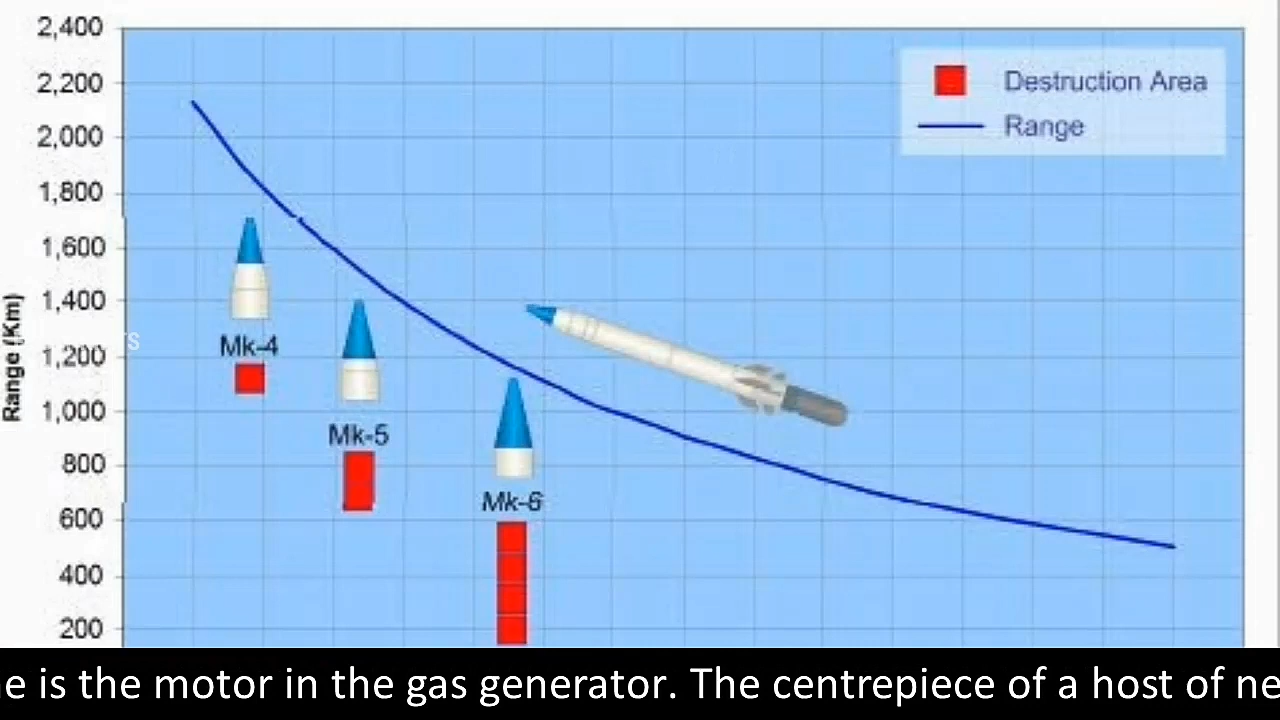 2,400
2,200
2,000
1,800
1,600
1,400
1,200
1,000
800
600
400
200
Range (Km)
Destruction Area
Range
Mk-4
Mk-5
Mk-6
is the motor in the gas generator. The centrepiece of a host of